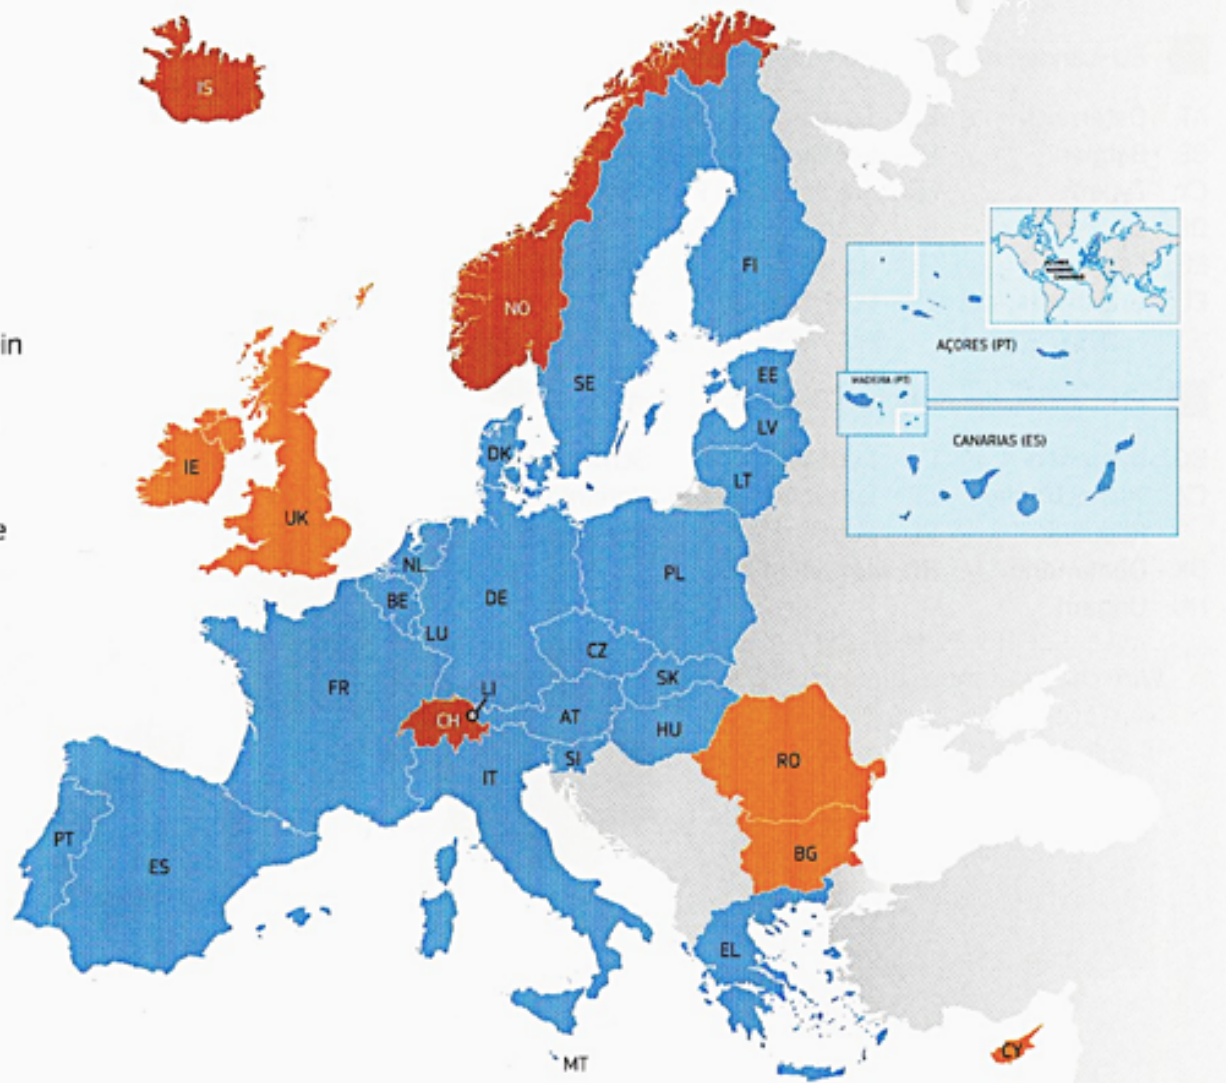 IS
NO
FI
SE
in
EE
LV
LT
DK
IE
UK
e
NL
BE
LU
DE
PL
CZ
SK
FR
LI
CH
AT
HU
SI
IT
RO
PT
ES
BG
EL
MT
CY
AÇORES (PT)
MADEIRA (PT)
CANARIAS (ES)